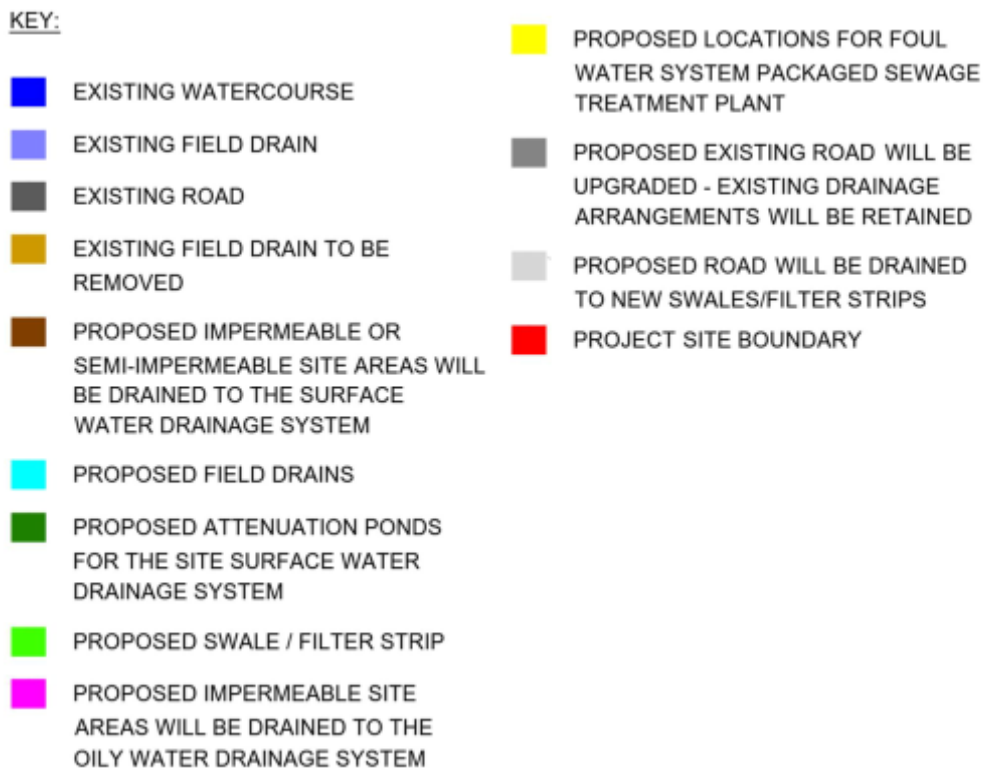 KEY:
EXISTING WATERCOURSE
EXISTING FIELD DRAIN
EXISTING ROAD
EXISTING FIELD DRAIN TO BE
REMOVED
PROPOSED IMPERMEABLE OR
SEMI-IMPERMEABLE SITE AREAS WILL
BE DRAINED TO THE SURFACE
WATER DRAINAGE SYSTEM
PROPOSED FIELD DRAINS
PROPOSED ATTENUATION PONDS
FOR THE SITE SURFACE WATER
DRAINAGE SYSTEM
PROPOSED SWALE / FILTER STRIP
PROPOSED IMPERMEABLE SITE
AREAS WILL BE DRAINED TO THE
OILY WATER DRAINAGE SYSTEM
PROPOSED LOCATIONS FOR FOUL
WATER SYSTEM PACKAGED SEWAGE
TREATMENT PLANT
PROPOSED EXISTING ROAD WILL BE
UPGRADED - EXISTING DRAINAGE
ARRANGEMENTS WILL BE RETAINED
PROPOSED ROAD WILL BE DRAINED
TO NEW SWALES/FILTER STRIPS
PROJECT SITE BOUNDARY